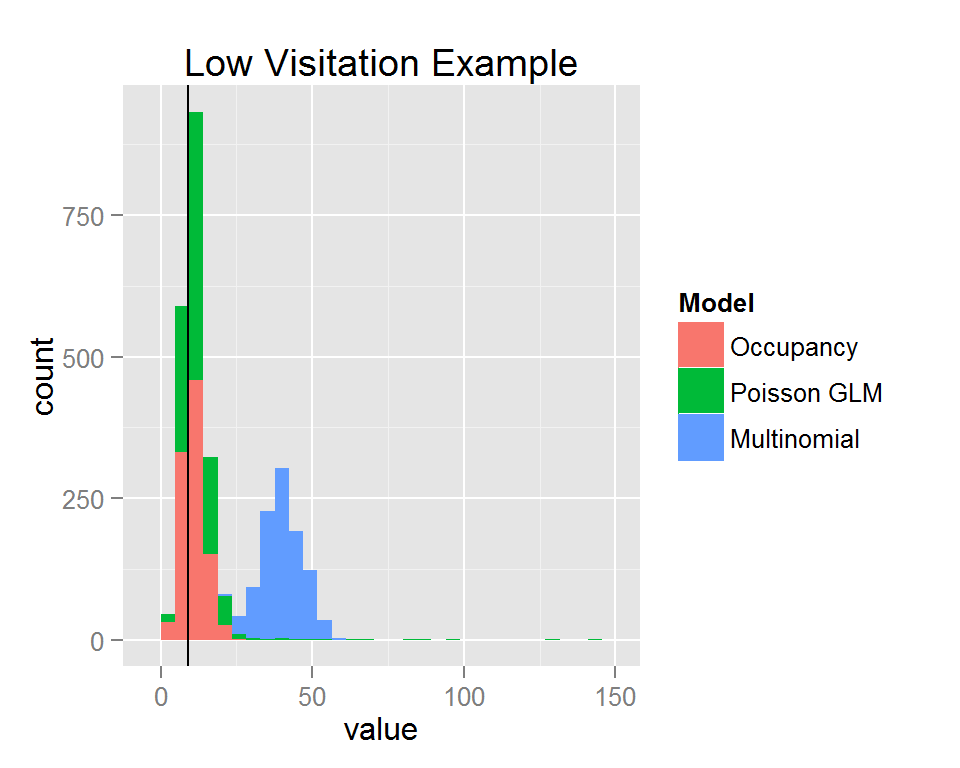 Low Visitation Example
750
500
250
0
count
0 50 100 150
value
Model
Occupancy
Poisson GLM
Multinomial